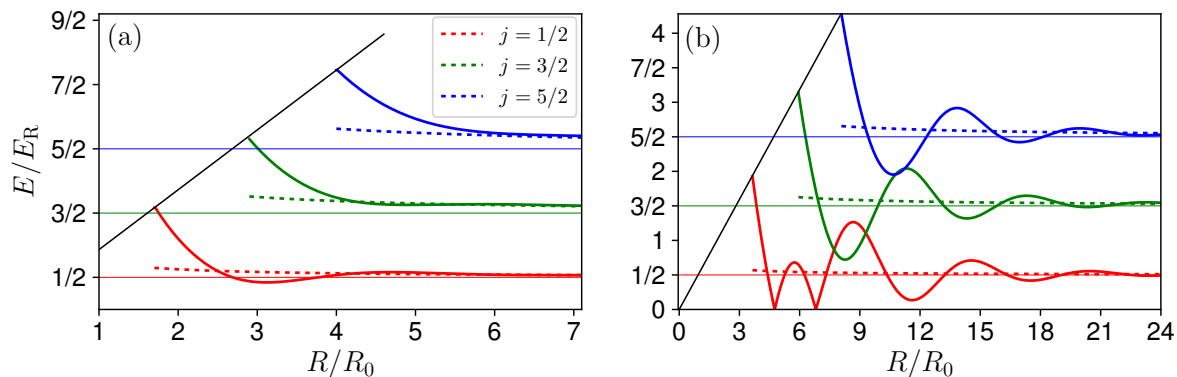 (a)
j = 1/2
j = 3/2
j = 5/2
9/2
7/2
5/2
3/2
1/2
E/E_R
1 2 3 4 5 6 7
R/R_0
(b)
4
7/2
3
5/2
2
3/2
1
1/2
0
0 3 6 9 12 15 18 21 24
R/R_0